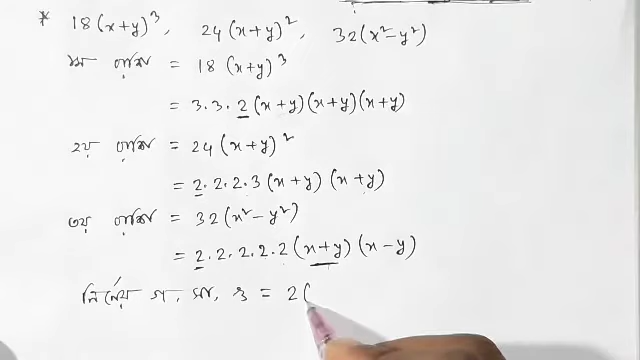 * 18(x+y)³, 24(x+y)², 32(x²−y²)
১ম রাশি = 18(x+y)³
= 3.3.2(x+y)(x+y)(x+y)
২য় রাশি = 24(x+y)²
= 2.2.2.3(x+y)(x+y)
৩য় রাশি = 32(x²−y²)
= 2.2.2.2.2(x+y)(x−y)
নির্ণেয় গ.সা.গু = 2(